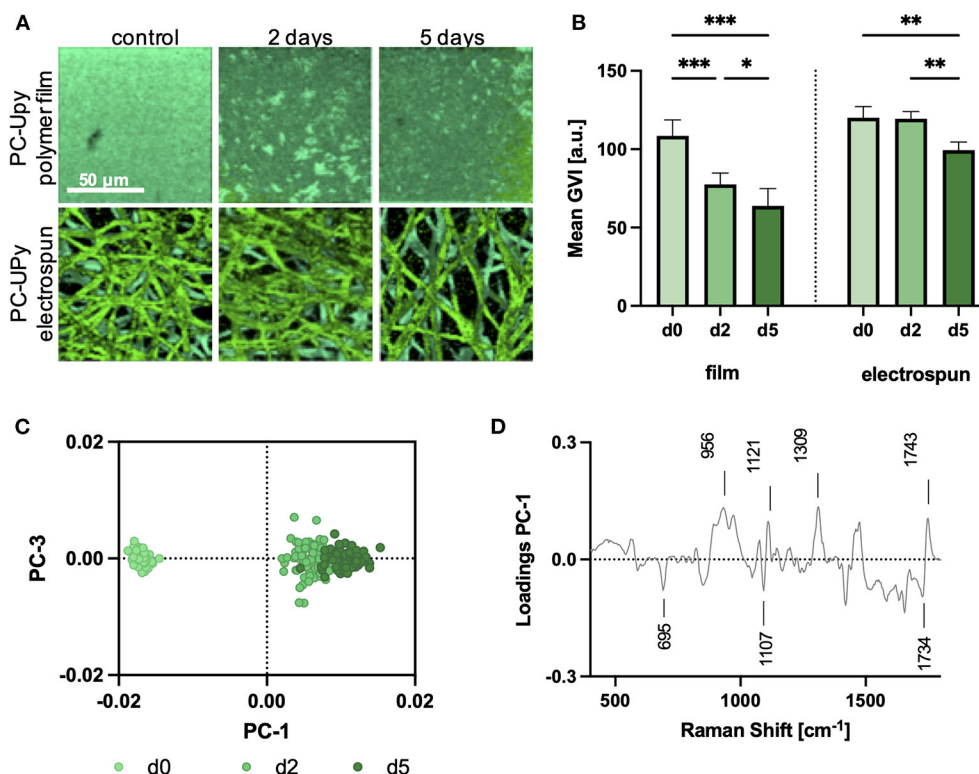 A
control
2 days
5 days
PC-Upy
polymer film
50 µm
PC-UPy
electrospun
B
Mean GVI [a.u.]
150
100
50
0
***
***
*
**
**
d0
d2
d5
d0
d2
d5
film
electrospun
C
PC-3
0.02
0.00
-0.02
-0.02
0.00
0.02
PC-1
d0
d2
d5
D
Loadings PC-1
0.3
0.0
-0.3
956
1121
1309
1743
695
1107
1734
500
1000
1500
Raman Shift [cm⁻¹]